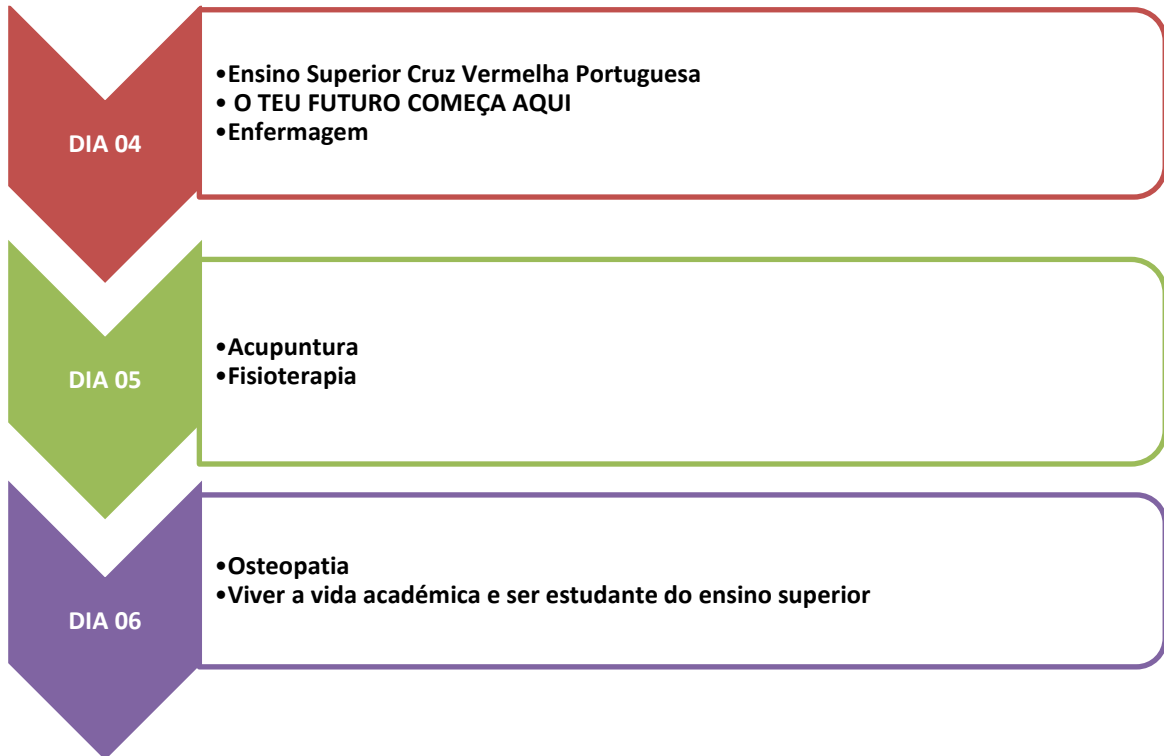 DIA 04
•Ensino Superior Cruz Vermelha Portuguesa
• O TEU FUTURO COMEÇA AQUI
•Enfermagem
DIA 05
•Acupuntura
•Fisioterapia
DIA 06
•Osteopatia
•Viver a vida académica e ser estudante do ensino superior